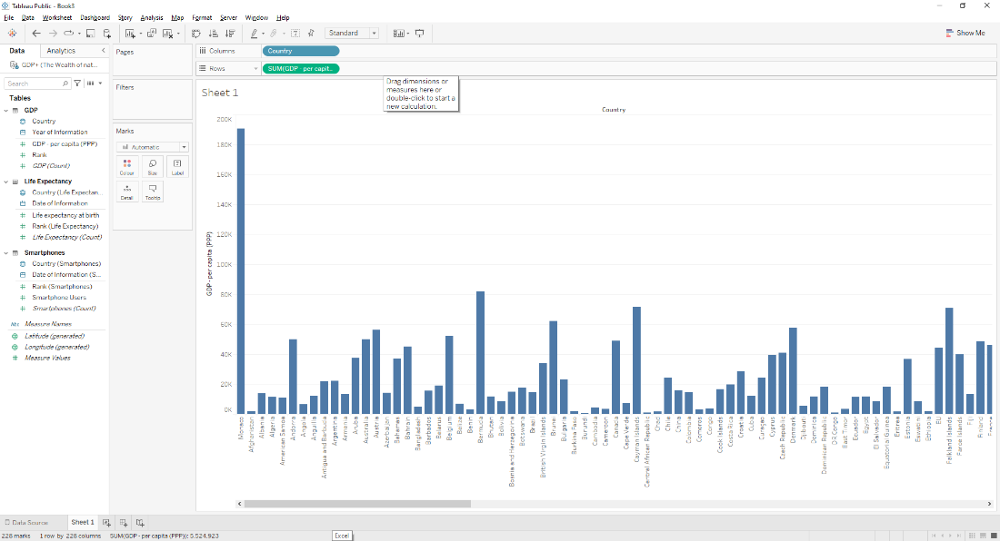 Tableau Public - Book3
File Data Worksheet Dashboard Story Analysis Map Format Server Window Help
Standard
Show Me
Data Analytics
GDP+ (The Wealth of nat...
Search
Tables
GDP
Country
Year of Information
GDP - per capita (PPP)
Rank
GDP (Count)
Life Expectancy
Country (Life Expectan...
Date of Information
Life expectancy at birth
Rank (Life Expectancy)
Life Expectancy (Count)
Smartphones
Country (Smartphones)
Date of Information (S...
Rank (Smartphones)
Smartphone Users
Smartphones (Count)
Abc Measure Names
Latitude (generated)
Longitude (generated)
Measure Values
Pages
Filters
Marks
Automatic
Colour Size Label
Detail Tooltip
Columns Country
Rows SUM(GDP - per capit..
Drag dimensions or
measures here or
double-click to start a
new calculation.
Sheet 1
Country
GDP - per capita (PPP)
200K
180K
160K
140K
120K
100K
80K
60K
40K
20K
0K
Monaco
Afghanistan
Albania
Algeria
American Samoa
Andorra
Angola
Anguilla
Antigua and Barbuda
Argentina
Armenia
Aruba
Australia
Austria
Azerbaijan
Bahamas
Bahrain
Bangladesh
Barbados
Belarus
Belgium
Belize
Benin
Bermuda
Bhutan
Bolivia
Bosnia and Herzegovina
Botswana
Brazil
British Virgin Islands
Brunei
Bulgaria
Burkina Faso
Burundi
Cambodia
Cameroon
Canada
Cape Verde
Cayman Islands
Central African Republic
Chad
Chile
China
Colombia
Comoros
Congo
Cook Islands
Costa Rica
Croatia
Cuba
Curaçao
Cyprus
Czech Republic
Denmark
Djibouti
Dominica
Dominican Republic
DR Congo
East Timor
Ecuador
Egypt
El Salvador
Equatorial Guinea
Eritrea
Estonia
Eswatini
Ethiopia
EU
Falkland Islands
Faroe Islands
Fiji
Finland
France
Data Source Sheet 1
228 marks 1 row by 228 columns SUM(GDP - per capita (PPP)): 5,524,923
Excel